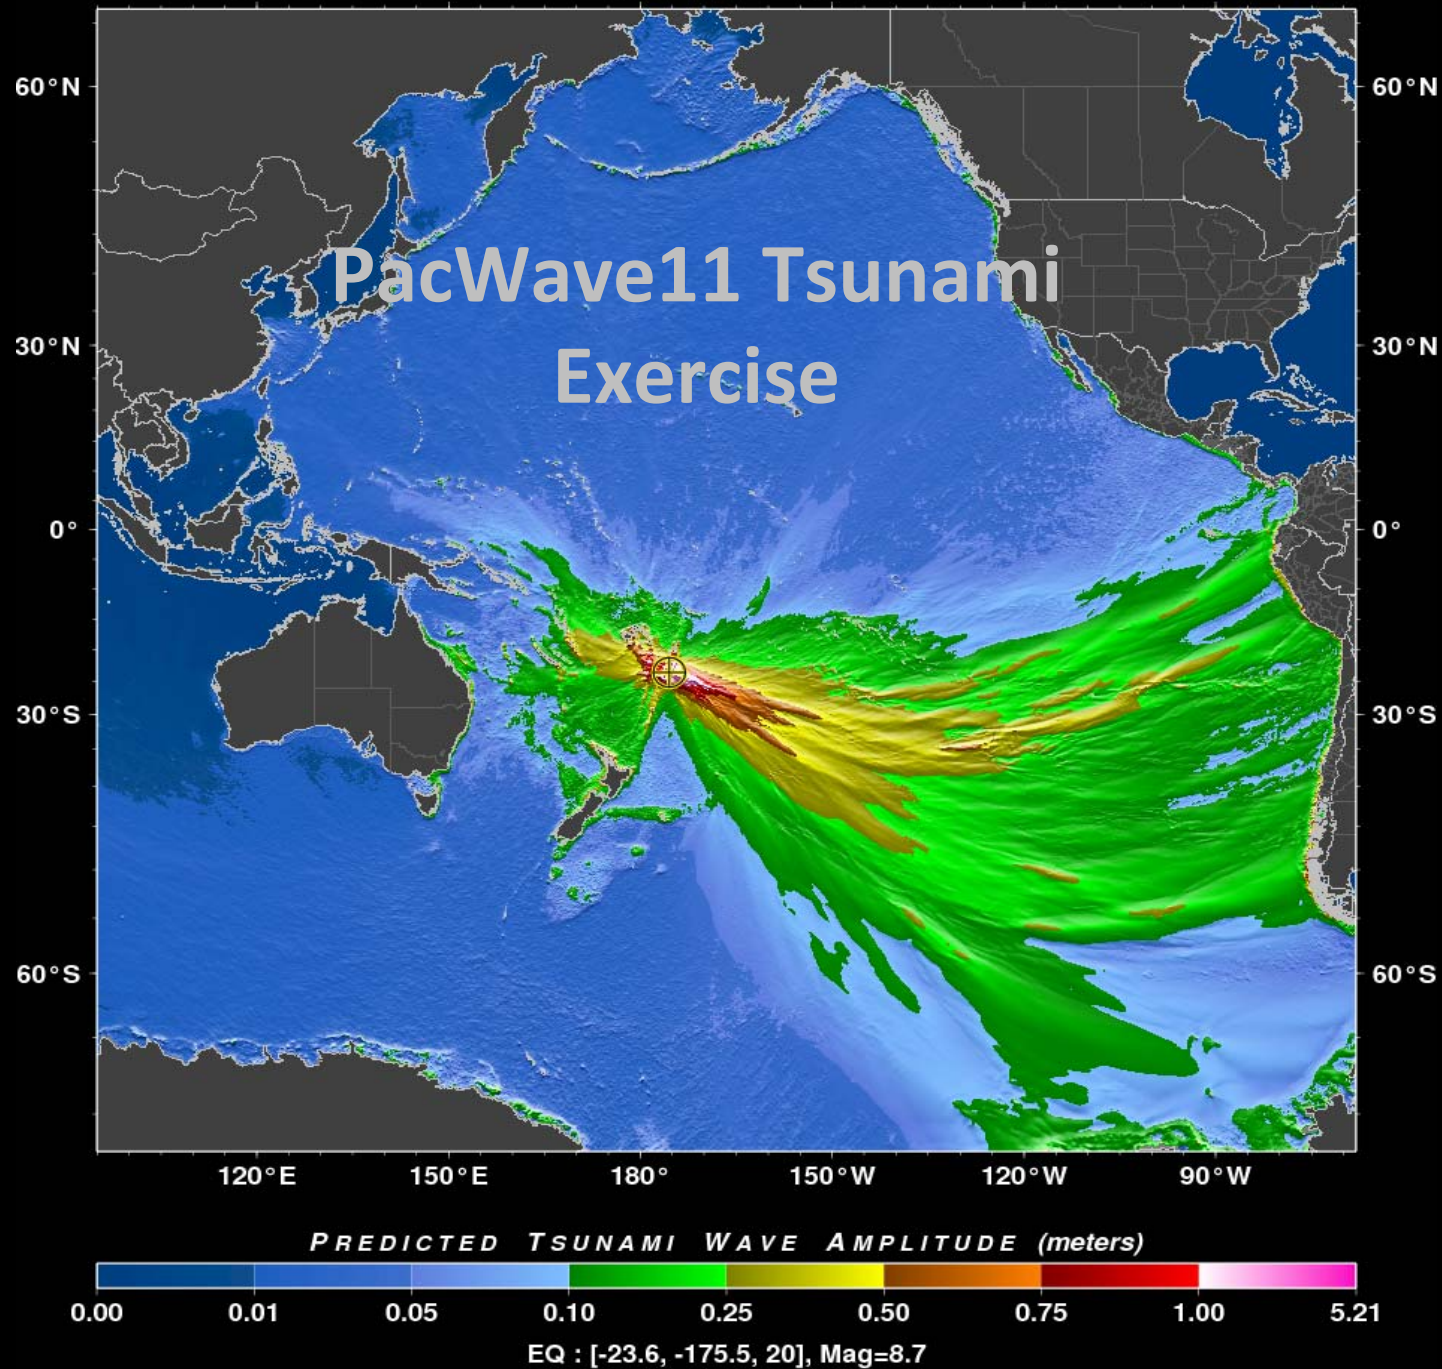 60°N 60°N
PacWave11 Tsunami
Exercise
30°N 30°N
0° 0°
30°S 30°S
60°S 60°S
120°E 150°E 180° 150°W 120°W 90°W
PREDICTED TSUNAMI WAVE AMPLITUDE (meters)
0.00 0.01 0.05 0.10 0.25 0.50 0.75 1.00 5.21
EQ : [-23.6, -175.5, 20], Mag=8.7